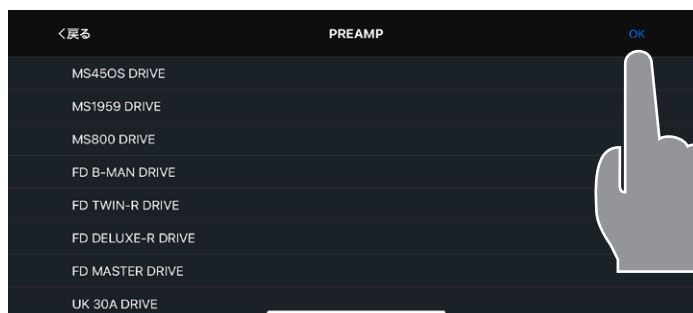 く戻る PREAMP OK
MS45OS DRIVE
MS1959 DRIVE
MS800 DRIVE
FD B-MAN DRIVE
FD TWIN-R DRIVE
FD DELUXE-R DRIVE
FD MASTER DRIVE
UK 30A DRIVE